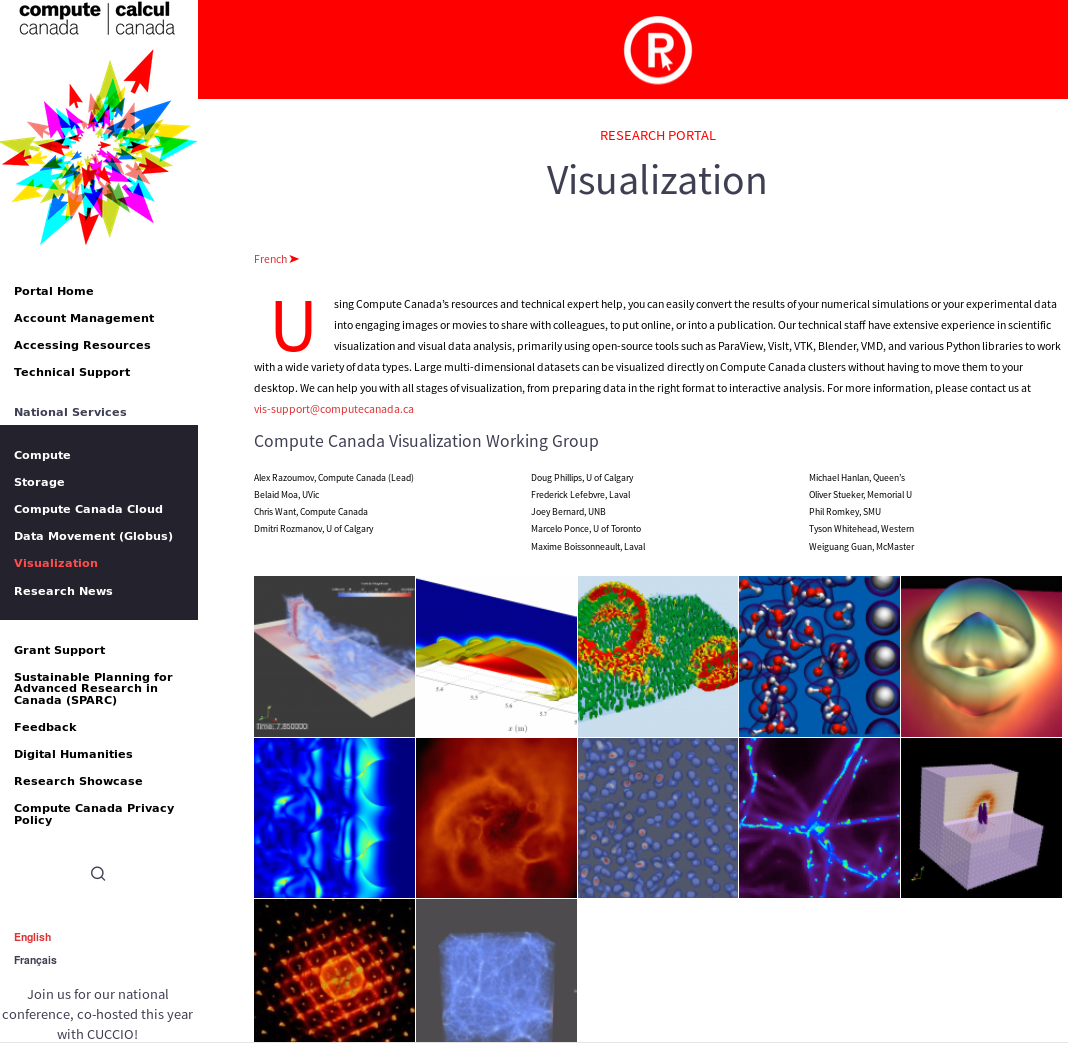 compute calcul
canada canada
Portal Home
Account Management
Accessing Resources
Technical Support
National Services
Compute
Storage
Compute Canada Cloud
Data Movement (Globus)
Visualization
Research News
Grant Support
Sustainable Planning for
Advanced Research in
Canada (SPARC)
Feedback
Digital Humanities
Research Showcase
Compute Canada Privacy
Policy
English
Français
Join us for our national
conference, co-hosted this year
with CUCCIO!
R
RESEARCH PORTAL
Visualization
French
Using Compute Canada's resources and technical expert help, you can easily convert the results of your numerical simulations or your experimental data
into engaging images or movies to share with colleagues, to put online, or into a publication. Our technical staff have extensive experience in scientific
visualization and visual data analysis, primarily using open-source tools such as ParaView, VisIt, VTK, Blender, VMD, and various Python libraries to work
with a wide variety of data types. Large multi-dimensional datasets can be visualized directly on Compute Canada clusters without having to move them to your
desktop. We can help you with all stages of visualization, from preparing data in the right format to interactive analysis. For more information, please contact us at
vis-support@computecanada.ca
Compute Canada Visualization Working Group
Alex Razoumov, Compute Canada (Lead)
Belaid Moa, UVic
Chris Want, Compute Canada
Dmitri Rozmanov, U of Calgary
Doug Phillips, U of Calgary
Frederick Lefebvre, Laval
Joey Bernard, UNB
Marcelo Ponce, U of Toronto
Maxime Boissonneault, Laval
Michael Hanlan, Queen's
Oliver Stueker, Memorial U
Phil Romkey, SMU
Tyson Whitehead, Western
Weiguang Guan, McMaster
Time: 7.850000
5.4 5.5 5.6 5.7
x (m)